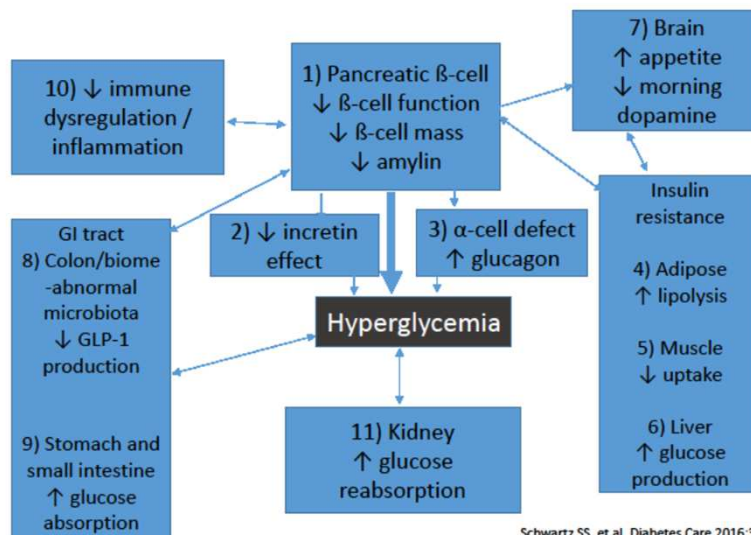 1) Pancreatic ß-cell
↓ ß-cell function
↓ ß-cell mass
↓ amylin
2) ↓ incretin
effect
3) α-cell defect
↑ glucagon
Hyperglycemia
10) ↓ immune
dysregulation /
inflammation
7) Brain
↑ appetite
↓ morning
dopamine
Insulin
resistance
4) Adipose
↑ lipolysis
5) Muscle
↓ uptake
6) Liver
↑ glucose
production
GI tract
8) Colon/biome
-abnormal
microbiota
↓ GLP-1
production
9) Stomach and
small intestine
↑ glucose
absorption
11) Kidney
↑ glucose
reabsorption
Schwartz SS, et al. Diabetes Care 2016;